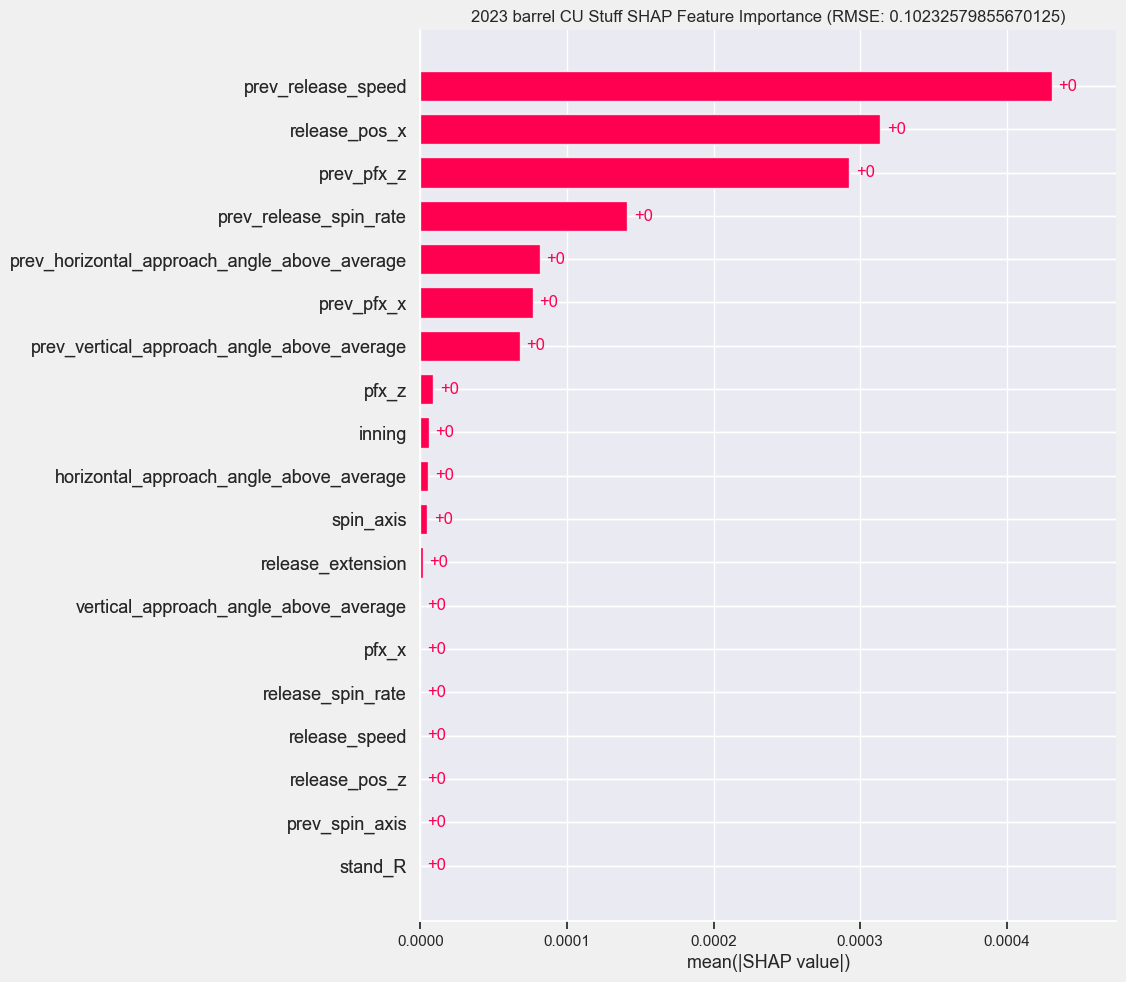 2023 barrel CU Stuff SHAP Feature Importance (RMSE: 0.10232579855670125)
prev_release_speed +0
release_pos_x +0
prev_pfx_z +0
prev_release_spin_rate +0
prev_horizontal_approach_angle_above_average +0
prev_pfx_x +0
prev_vertical_approach_angle_above_average +0
pfx_z +0
inning +0
horizontal_approach_angle_above_average +0
spin_axis +0
release_extension +0
vertical_approach_angle_above_average +0
pfx_x +0
release_spin_rate +0
release_speed +0
release_pos_z +0
prev_spin_axis +0
stand_R +0
0.0000 0.0001 0.0002 0.0003 0.0004
mean(|SHAP value|)